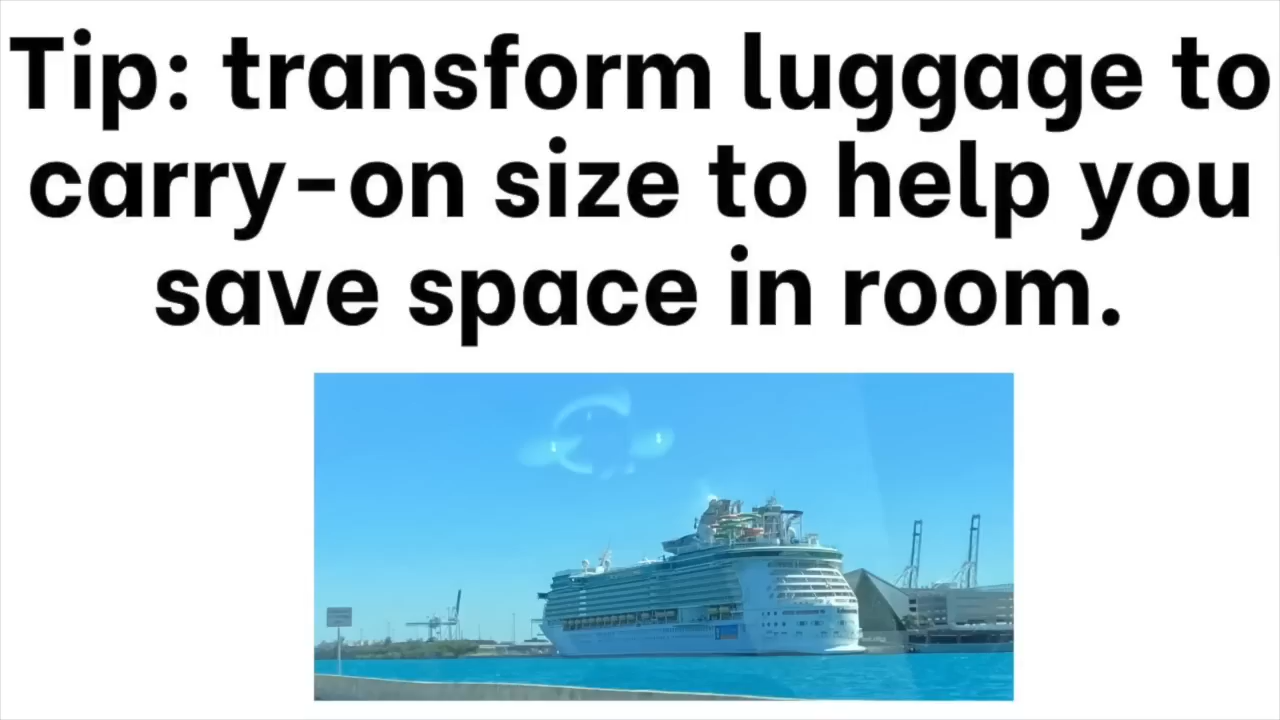 Tip: transform luggage to
carry-on size to help you
save space in room.